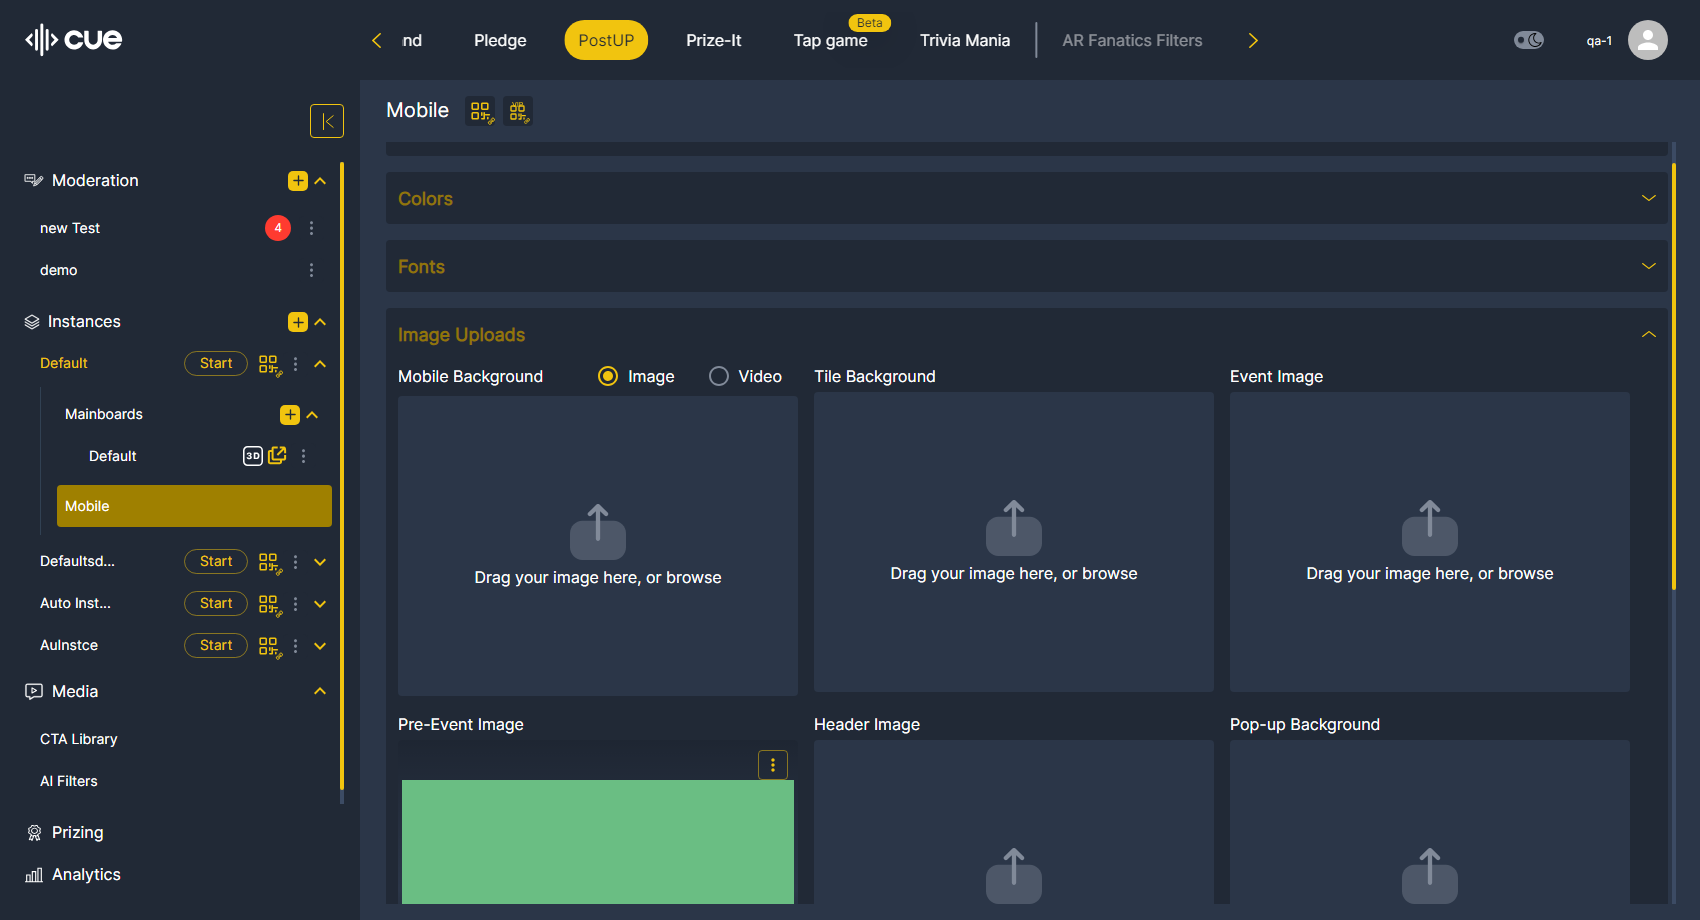 cue
nd
Pledge
PostUP
Prize-It
Tap game
Beta
Trivia Mania
AR Fanatics Filters
qa-1
Moderation
new Test
4
demo
Instances
Default
Start
Mainboards
Default
3D
Mobile
Defaultsd...
Start
Auto Inst...
Start
AuInstce
Start
Media
CTA Library
AI Filters
Prizing
Analytics
Mobile
Colors
Fonts
Image Uploads
Mobile Background
Image
Video
Drag your image here, or browse
Tile Background
Drag your image here, or browse
Event Image
Drag your image here, or browse
Pre-Event Image
Header Image
Pop-up Background